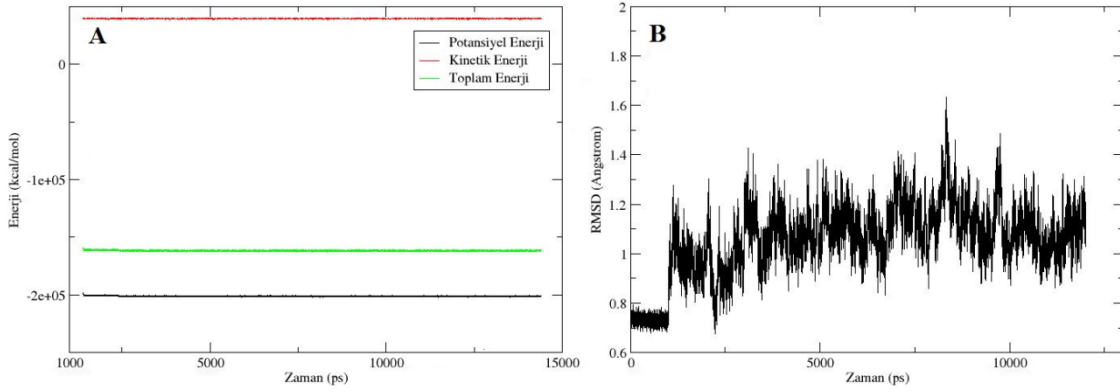 A
Potansiyel Enerji
Kinetik Enerji
Toplam Enerji
0
-1e+05
-2e+05
Enerji (kcal/mol)
1000
5000
10000
15000
Zaman (ps)
B
2
1.8
1.6
1.4
1.2
1
0.8
0.6
RMSD (Angstrom)
0
5000
10000
Zaman (ps)